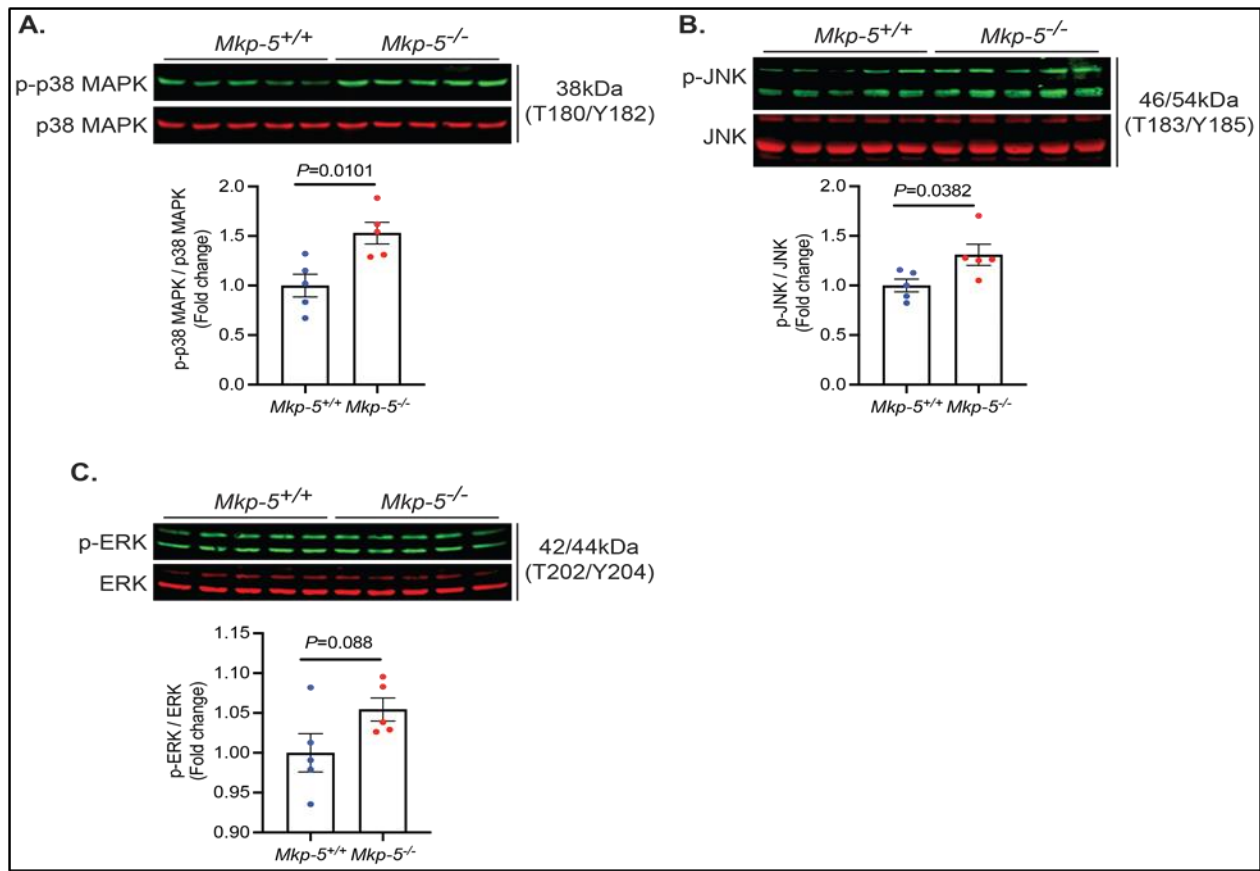 A.
Mkp-5+/+ Mkp-5-/-
p-p38 MAPK
p38 MAPK
38kDa
(T180/Y182)
P=0.0101
p-p38 MAPK / p38 MAPK
(Fold change)
2.0
1.5
1.0
0.5
0.0
Mkp-5+/+ Mkp-5-/-
B.
Mkp-5+/+ Mkp-5-/-
p-JNK
JNK
46/54kDa
(T183/Y185)
P=0.0382
p-JNK / JNK
(Fold change)
2.0
1.5
1.0
0.5
0.0
Mkp-5+/+ Mkp-5-/-
C.
Mkp-5+/+ Mkp-5-/-
p-ERK
ERK
42/44kDa
(T202/Y204)
P=0.088
p-ERK / ERK
(Fold change)
1.15
1.10
1.05
1.00
0.95
0.90
Mkp-5+/+ Mkp-5-/-